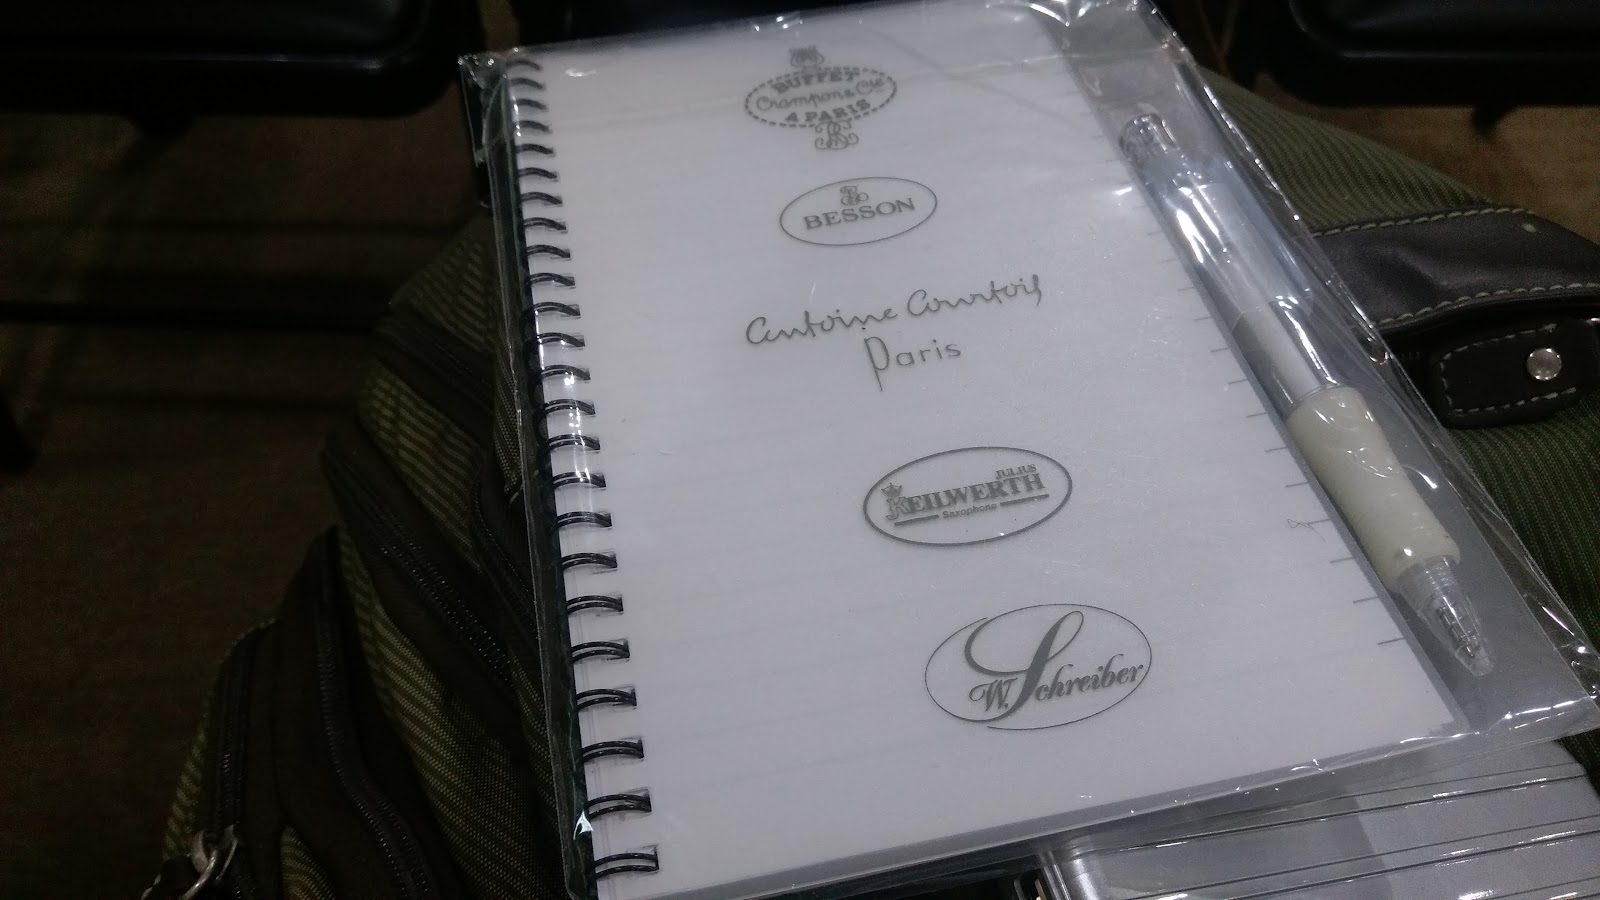 BUFFET
Crampon & Cie
A PARIS
BESSON
Antoine Courtois
Paris
JULIUS
KEILWERTH
Saxophone
W. Schreiber